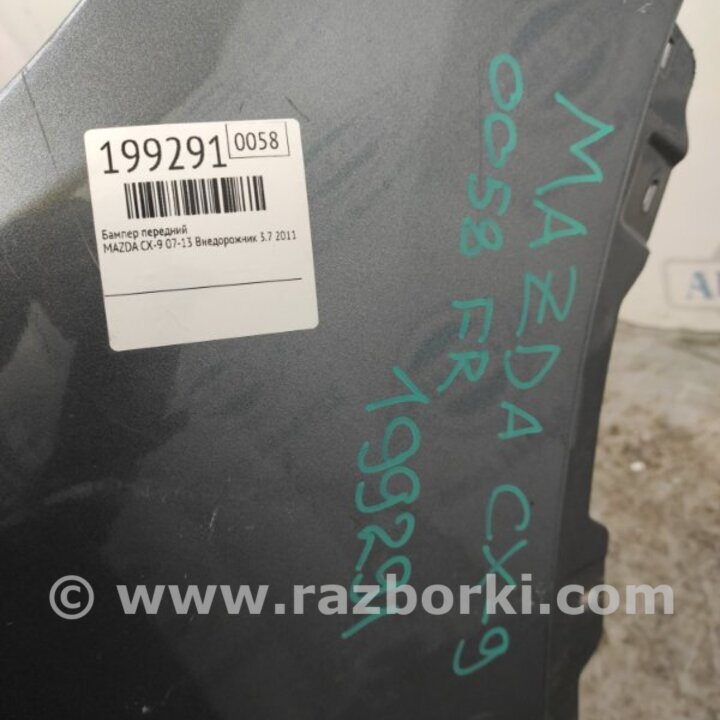 199291 0058
Бампер передний
MAZDA CX-9 07-13 Внедорожник 3.7 2011
MAZDA CX-9
0058 FR
199291
© www.razborki.com